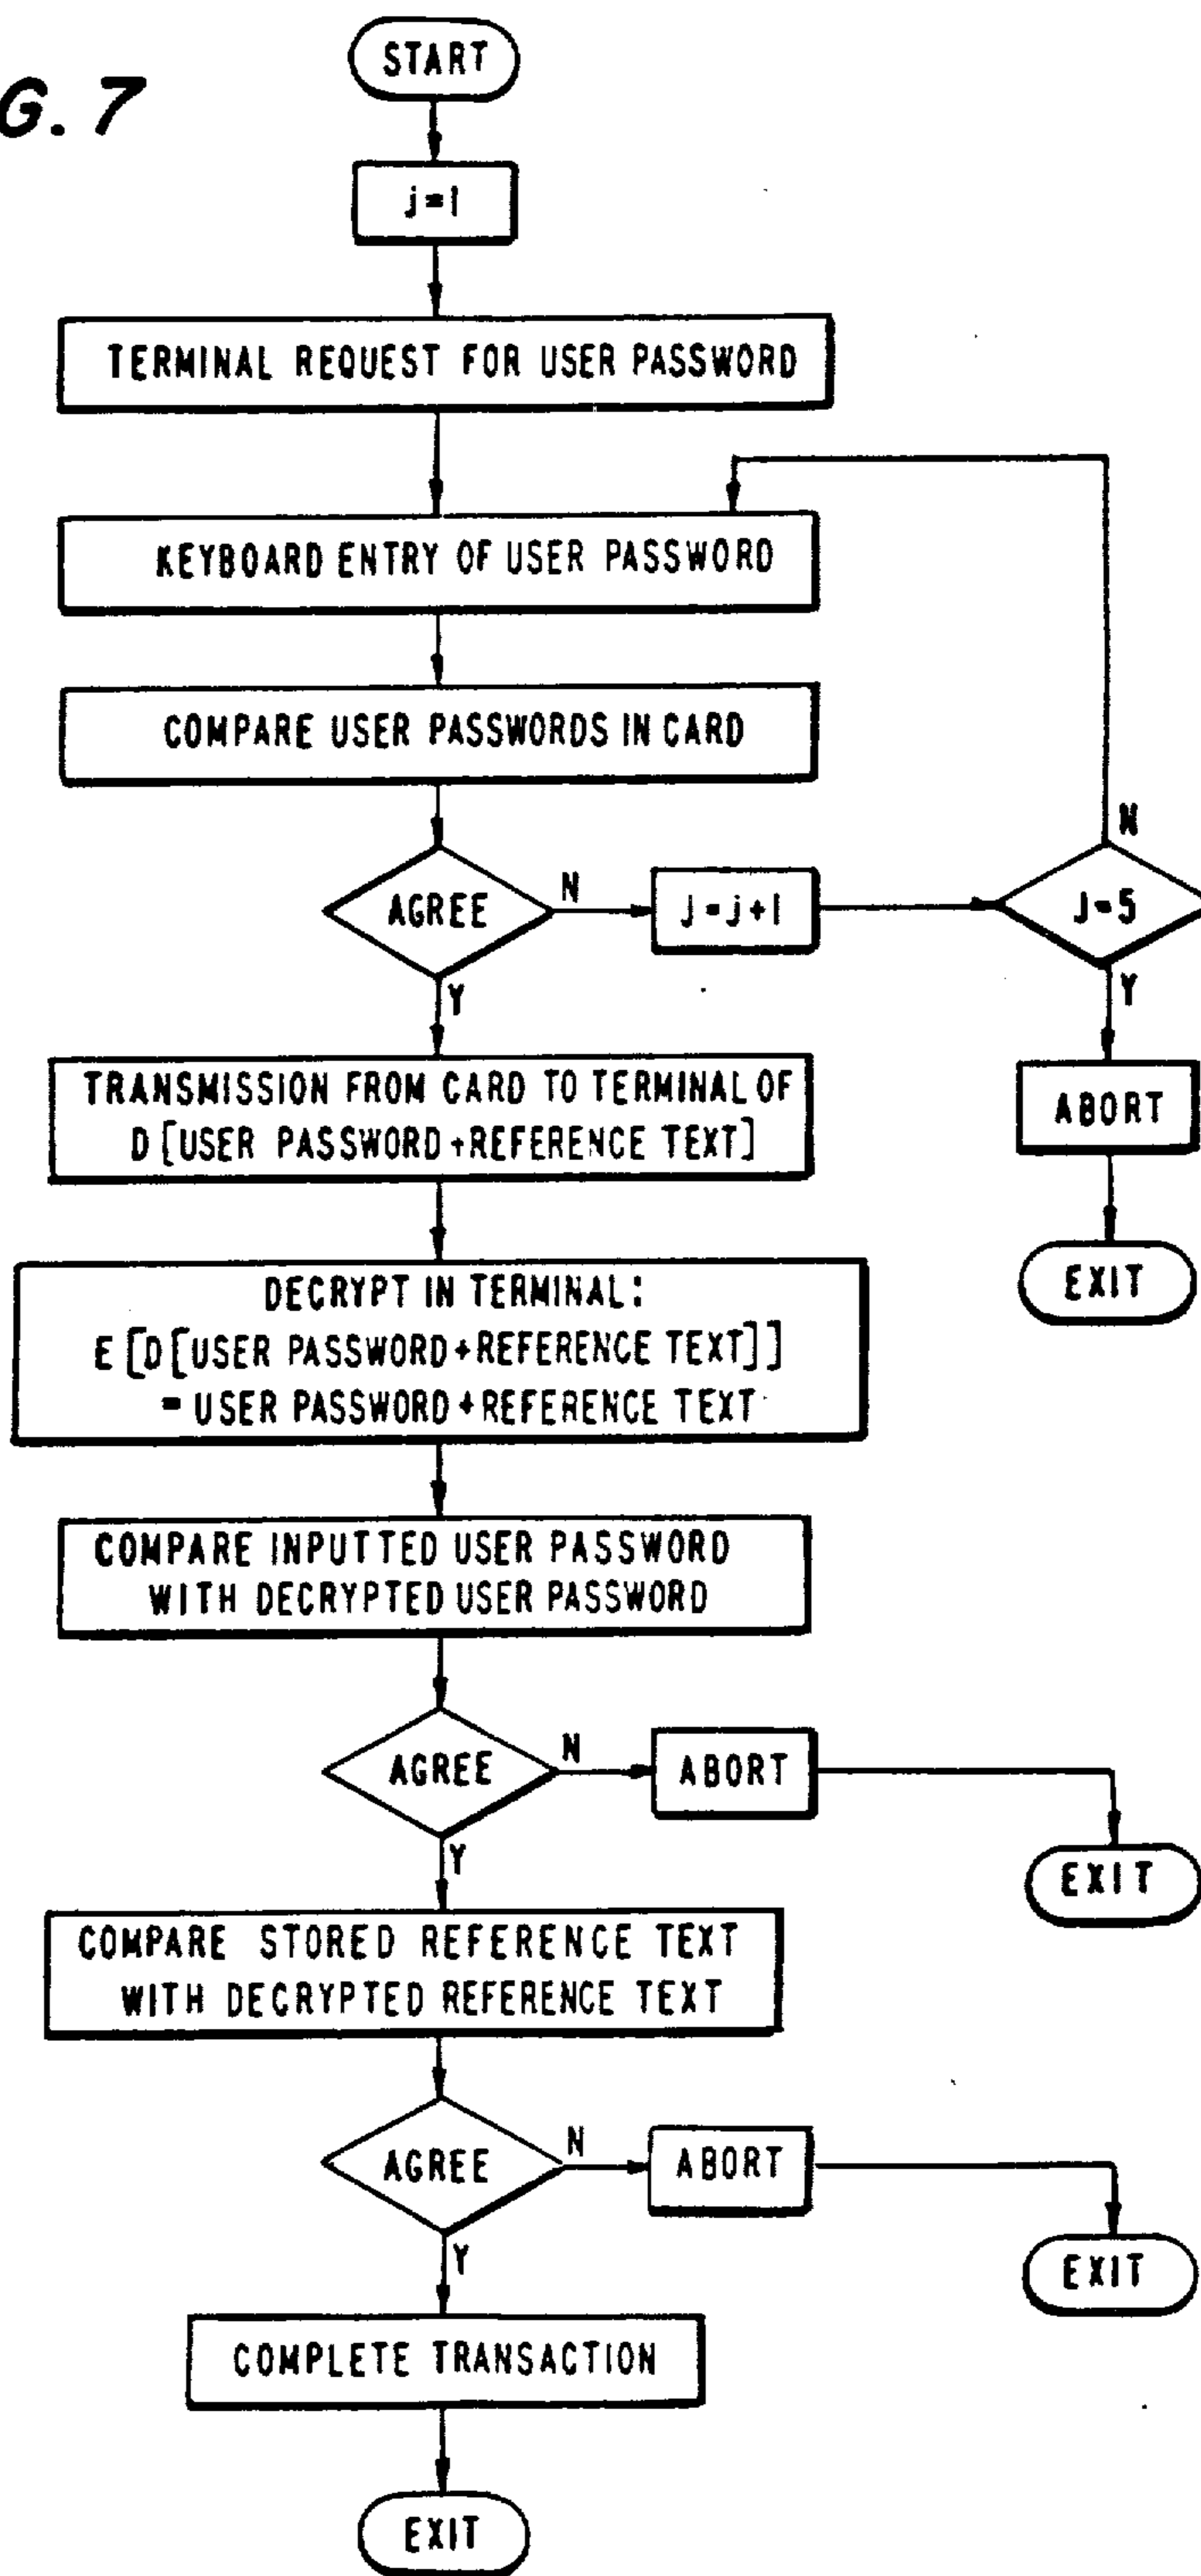 G. 7
START
j=1
TERMINAL REQUEST FOR USER PASSWORD
KEYBOARD ENTRY OF USER PASSWORD
COMPARE USER PASSWORDS IN CARD
AGREE
N
j=j+1
J=5
N
Y
ABORT
EXIT
Y
TRANSMISSION FROM CARD TO TERMINAL OF
D [USER PASSWORD+REFERENCE TEXT]
DECRYPT IN TERMINAL:
E [D [USER PASSWORD+REFERENCE TEXT]]
= USER PASSWORD+REFERENCE TEXT
COMPARE INPUTTED USER PASSWORD
WITH DECRYPTED USER PASSWORD
AGREE
N
ABORT
EXIT
Y
COMPARE STORED REFERENCE TEXT
WITH DECRYPTED REFERENCE TEXT
AGREE
N
ABORT
EXIT
Y
COMPLETE TRANSACTION
EXIT